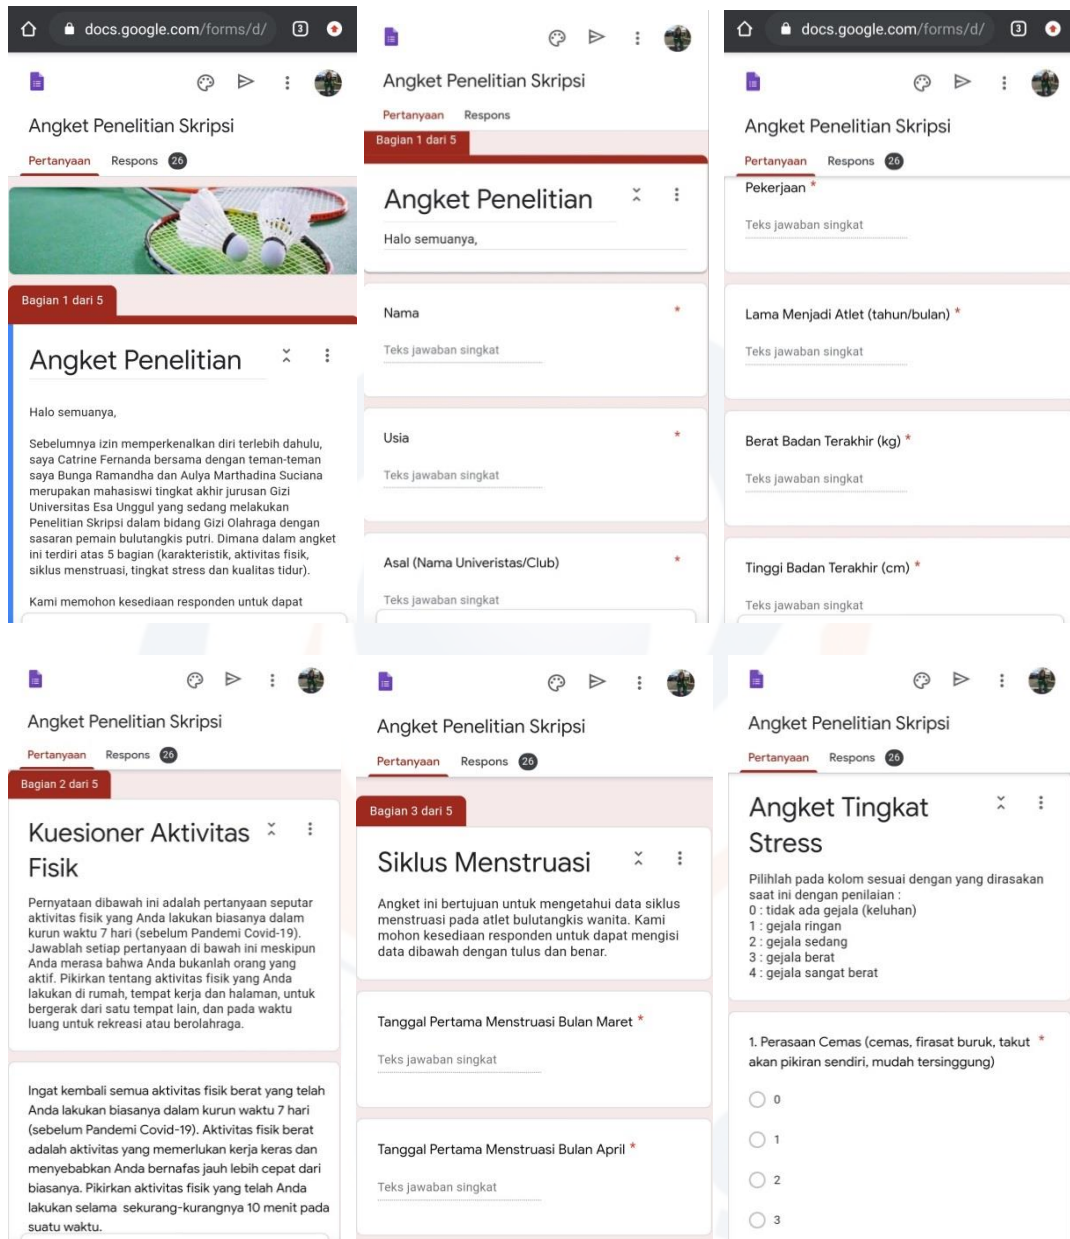 docs.google.com/forms/d/
3
Angket Penelitian Skripsi
Pertanyaan Respons 26
Bagian 1 dari 5
Angket Penelitian
Halo semuanya,
Sebelumnya izin memperkenalkan diri terlebih dahulu,
saya Catrine Fernanda bersama dengan teman-teman
saya Bunga Ramandha dan Aulya Marthadina Suciana
merupakan mahasiswi tingkat akhir jurusan Gizi
Universitas Esa Unggul yang sedang melakukan
Penelitian Skripsi dalam bidang Gizi Olahraga dengan
sasaran pemain bulutangkis putri. Dimana dalam angket
ini terdiri atas 5 bagian (karakteristik, aktivitas fisik,
siklus menstruasi, tingkat stress dan kualitas tidur).
Kami memohon kesediaan responden untuk dapat
Angket Penelitian Skripsi
Pertanyaan Respons
Bagian 1 dari 5
Angket Penelitian
Halo semuanya,
Nama *
Teks jawaban singkat
Usia *
Teks jawaban singkat
Asal (Nama Univeristas/Club) *
Teks jawaban singkat
docs.google.com/forms/d/
3
Angket Penelitian Skripsi
Pertanyaan Respons 26
Pekerjaan *
Teks jawaban singkat
Lama Menjadi Atlet (tahun/bulan) *
Teks jawaban singkat
Berat Badan Terakhir (kg) *
Teks jawaban singkat
Tinggi Badan Terakhir (cm) *
Teks jawaban singkat
Angket Penelitian Skripsi
Pertanyaan Respons 26
Bagian 2 dari 5
Kuesioner Aktivitas
Fisik
Pernyataan dibawah ini adalah pertanyaan seputar
aktivitas fisik yang Anda lakukan biasanya dalam
kurun waktu 7 hari (sebelum Pandemi Covid-19).
Jawablah setiap pertanyaan di bawah ini meskipun
Anda merasa bahwa Anda bukanlah orang yang
aktif. Pikirkan tentang aktivitas fisik yang Anda
lakukan di rumah, tempat kerja dan halaman, untuk
bergerak dari satu tempat lain, dan pada waktu
luang untuk rekreasi atau berolahraga.
Ingat kembali semua aktivitas fisik berat yang telah
Anda lakukan biasanya dalam kurun waktu 7 hari
(sebelum Pandemi Covid-19). Aktivitas fisik berat
adalah aktivitas yang memerlukan kerja keras dan
menyebabkan Anda bernafas jauh lebih cepat dari
biasanya. Pikirkan aktivitas fisik yang telah Anda
lakukan selama sekurang-kurangnya 10 menit pada
suatu waktu.
Angket Penelitian Skripsi
Pertanyaan Respons 26
Bagian 3 dari 5
Siklus Menstruasi
Angket ini bertujuan untuk mengetahui data siklus
menstruasi pada atlet bulutangkis wanita. Kami
mohon kesediaan responden untuk dapat mengisi
data dibawah dengan tulus dan benar.
Tanggal Pertama Menstruasi Bulan Maret *
Teks jawaban singkat
Tanggal Pertama Menstruasi Bulan April *
Teks jawaban singkat
Angket Penelitian Skripsi
Pertanyaan Respons 26
Angket Tingkat
Stress
Pilihlah pada kolom sesuai dengan yang dirasakan
saat ini dengan penilaian :
0 : tidak ada gejala (keluhan)
1 : gejala ringan
2 : gejala sedang
3 : gejala berat
4 : gejala sangat berat
1. Perasaan Cemas (cemas, firasat buruk, takut *
akan pikiran sendiri, mudah tersinggung)
0
1
2
3